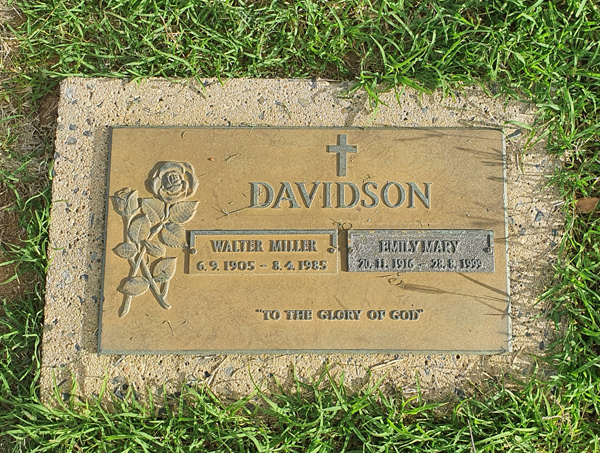 DAVIDSON
WALTER MILLER
6.9.1905 - 8.4.1985
EMILY MARY
20.11.1916 - 28.8.1999
"TO THE GLORY OF GOD"